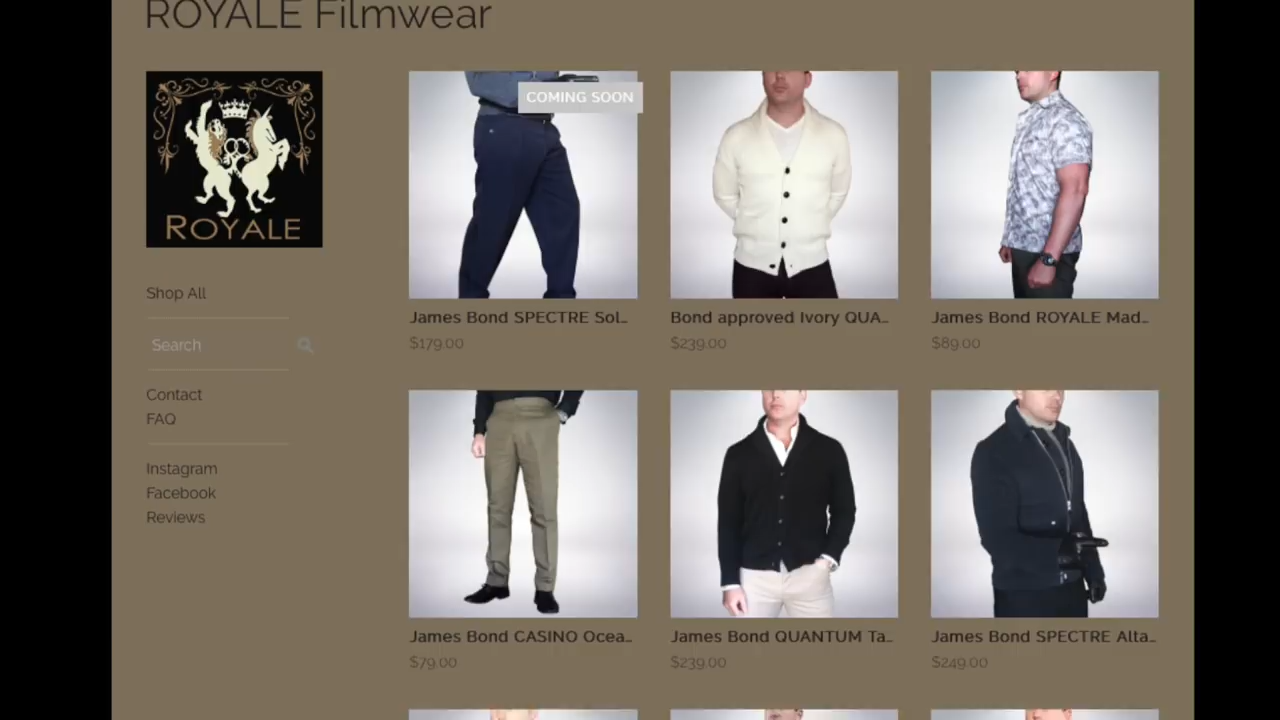 ROYALE Filmwear
ROYALE
Shop All
Search
Contact
FAQ
Instagram
Facebook
Reviews
COMING SOON
James Bond SPECTRE Sol...
$179.00
Bond approved Ivory QUA...
$239.00
James Bond ROYALE Mad...
$89.00
James Bond CASINO Ocea...
$79.00
James Bond QUANTUM Ta...
$239.00
James Bond SPECTRE Alta...
$249.00